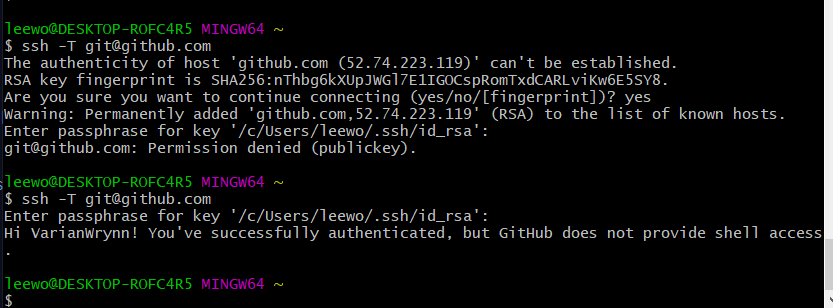 leewo@DESKTOP-ROFC4R5 MINGW64 ~
$ ssh -T git@github.com
The authenticity of host 'github.com (52.74.223.119)' can't be established.
RSA key fingerprint is SHA256:nThbg6kXUpJWGl7E1IGOCspRomTxdCARLviKw6E5SY8.
Are you sure you want to continue connecting (yes/no/[fingerprint])? yes
Warning: Permanently added 'github.com,52.74.223.119' (RSA) to the list of known hosts.
Enter passphrase for key '/c/Users/leewo/.ssh/id_rsa':
git@github.com: Permission denied (publickey).
leewo@DESKTOP-ROFC4R5 MINGW64 ~
$ ssh -T git@github.com
Enter passphrase for key '/c/Users/leewo/.ssh/id_rsa':
Hi VarianWrynn! You've successfully authenticated, but GitHub does not provide shell access
.
leewo@DESKTOP-ROFC4R5 MINGW64 ~
$